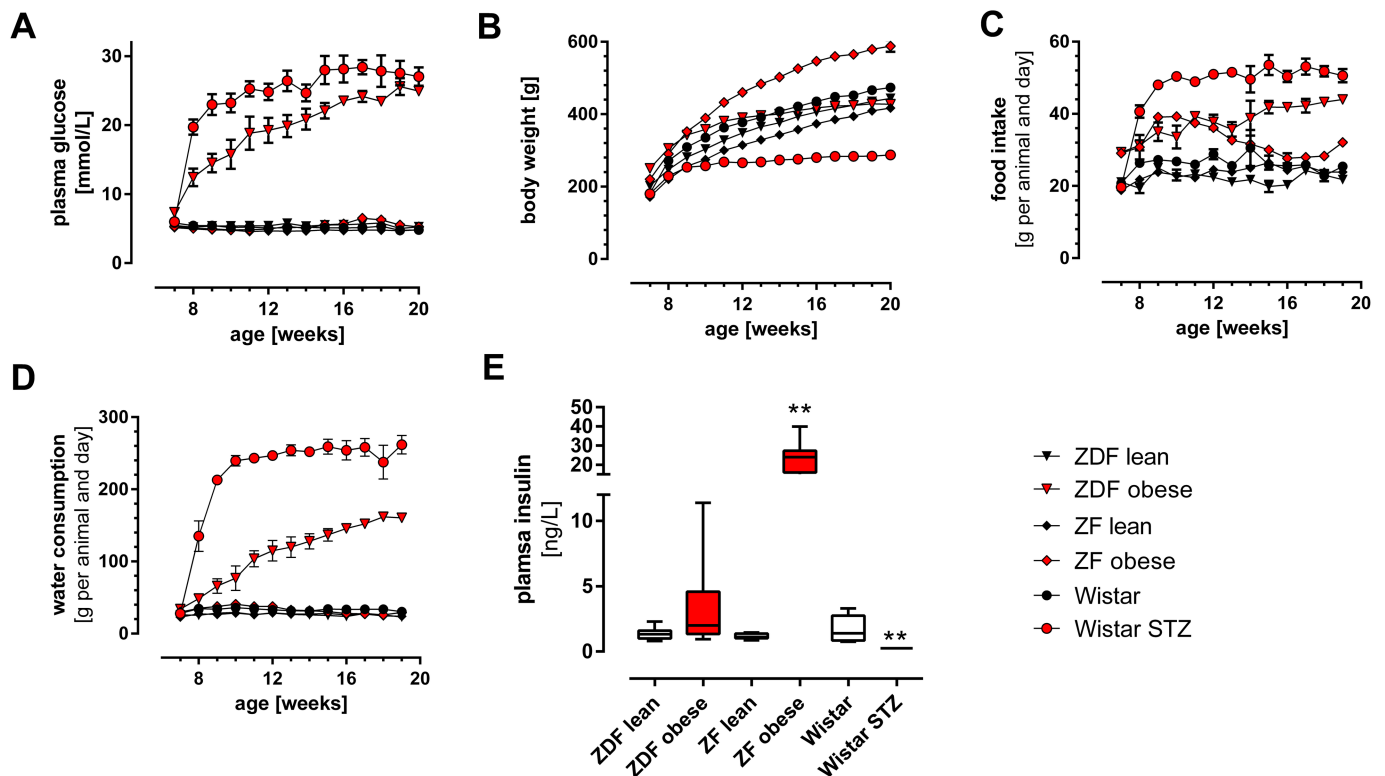 A
plasma glucose
[mmol/L]
30
20
10
0
8
12
16
20
age [weeks]
B
body weight [g]
600
400
200
0
8
12
16
20
age [weeks]
C
food intake
[g per animal and day]
60
40
20
0
8
12
16
20
age [weeks]
D
water consumption
[g per animal and day]
300
200
100
0
8
12
16
20
age [weeks]
E
plamsa insulin
[ng/L]
50
40
30
20
10
5
0
**
**
ZDF lean
ZDF obese
ZF lean
ZF obese
Wistar
Wistar STZ
ZDF lean
ZDF obese
ZF lean
ZF obese
Wistar
Wistar STZ